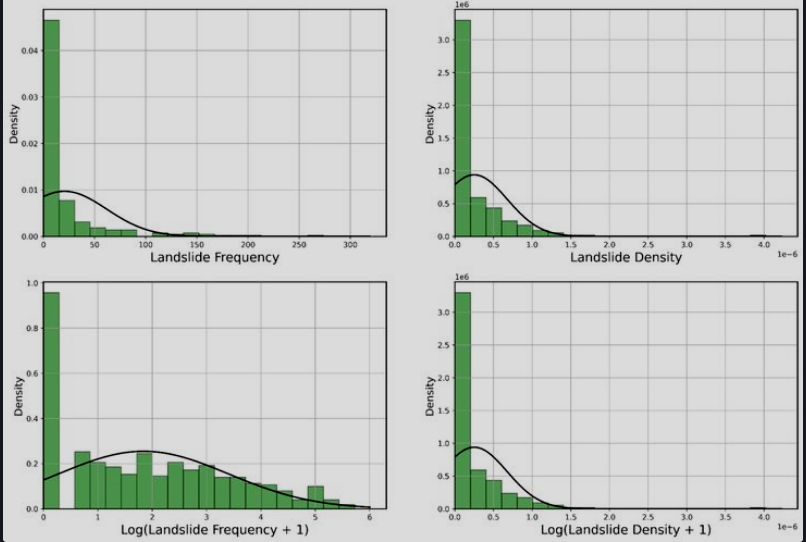 Density
0.04
0.03
0.02
0.01
0.00
0 50 100 150 200 250 300
Landslide Frequency
1e6
Density
3.0
2.5
2.0
1.5
1.0
0.5
0.0
0.0 0.5 1.0 1.5 2.0 2.5 3.0 3.5 4.0
1e−6
Landslide Density
Density
1.0
0.8
0.6
0.4
0.2
0.0
0 1 2 3 4 5 6
Log(Landslide Frequency + 1)
1e6
Density
3.0
2.5
2.0
1.5
1.0
0.5
0.0
0.0 0.5 1.0 1.5 2.0 2.5 3.0 3.5 4.0
1e−6
Log(Landslide Density + 1)